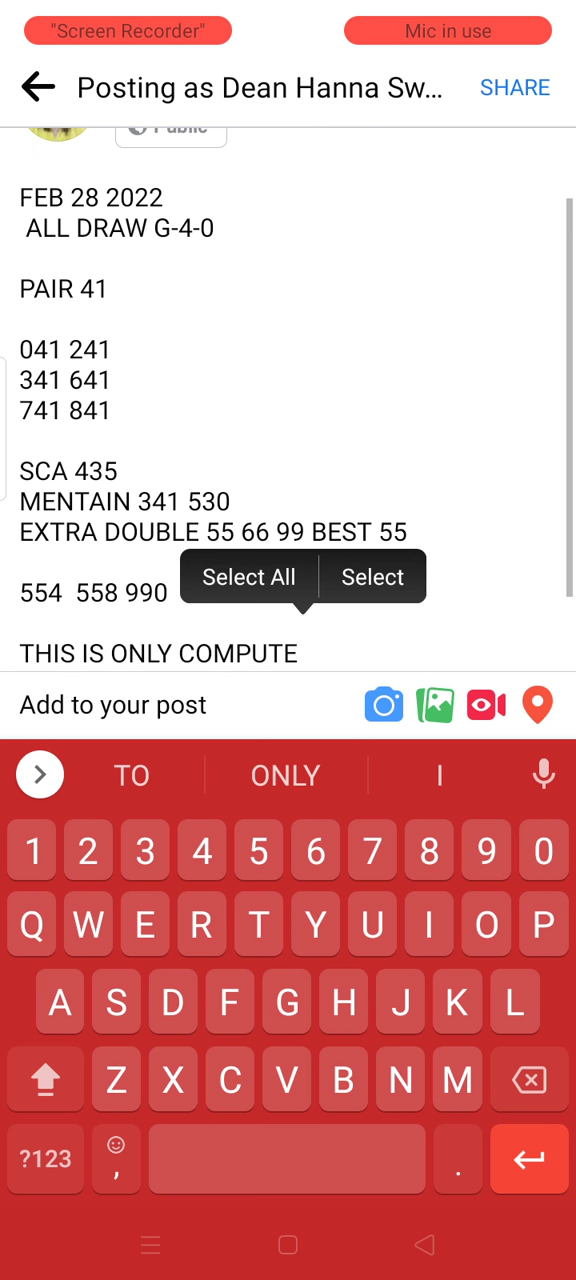 "Screen Recorder" Mic in use
Posting as Dean Hanna Sw... SHARE
Public
FEB 28 2022
ALL DRAW G-4-0
PAIR 41
041 241
341 641
741 841
SCA 435
MENTAIN 341 530
EXTRA DOUBLE 55 66 99 BEST 55
Select All Select
554 558 990
THIS IS ONLY COMPUTE
Add to your post
TO ONLY I
1 2 3 4 5 6 7 8 9 0
Q W E R T Y U I O P
A S D F G H J K L
Z X C V B N M
?123 , .